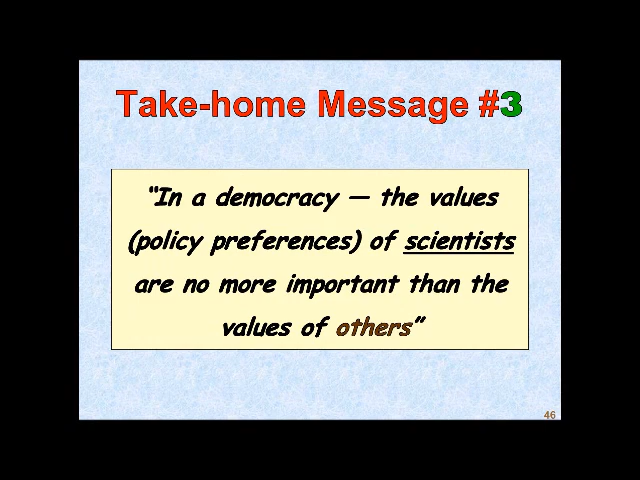 Take-home Message #3
“In a democracy — the values
(policy preferences) of scientists
are no more important than the
values of others”
46